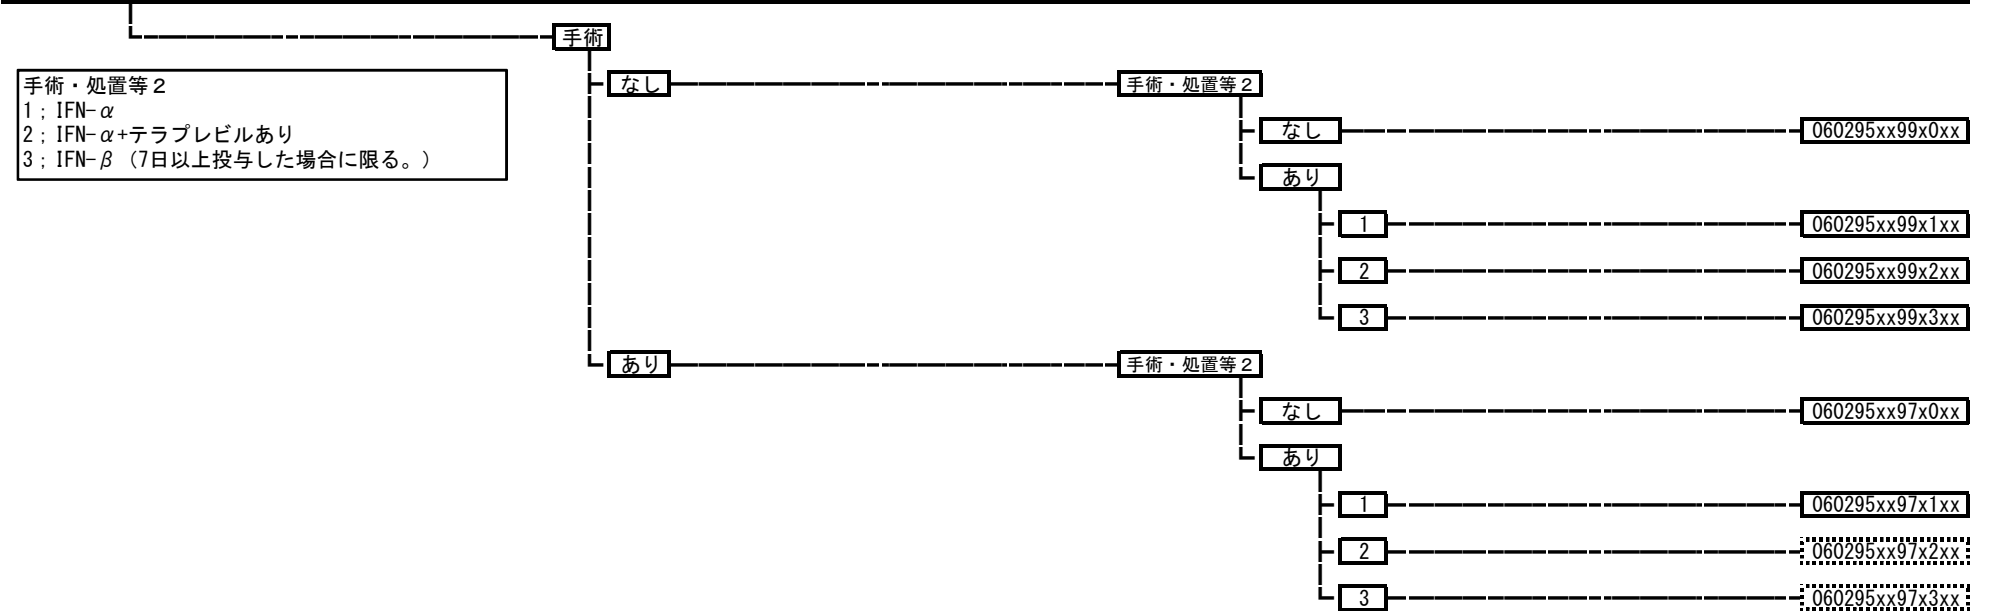 手術
手術・処置等2
1; IFN-α
2; IFN-α+テラプレビルあり
3; IFN-β (7日以上投与した場合に限る。)
なし
手術・処置等2
なし
060295xx99x0xx
あり
1
060295xx99x1xx
2
060295xx99x2xx
3
060295xx99x3xx
あり
手術・処置等2
なし
060295xx97x0xx
あり
1
060295xx97x1xx
2
060295xx97x2xx
3
060295xx97x3xx